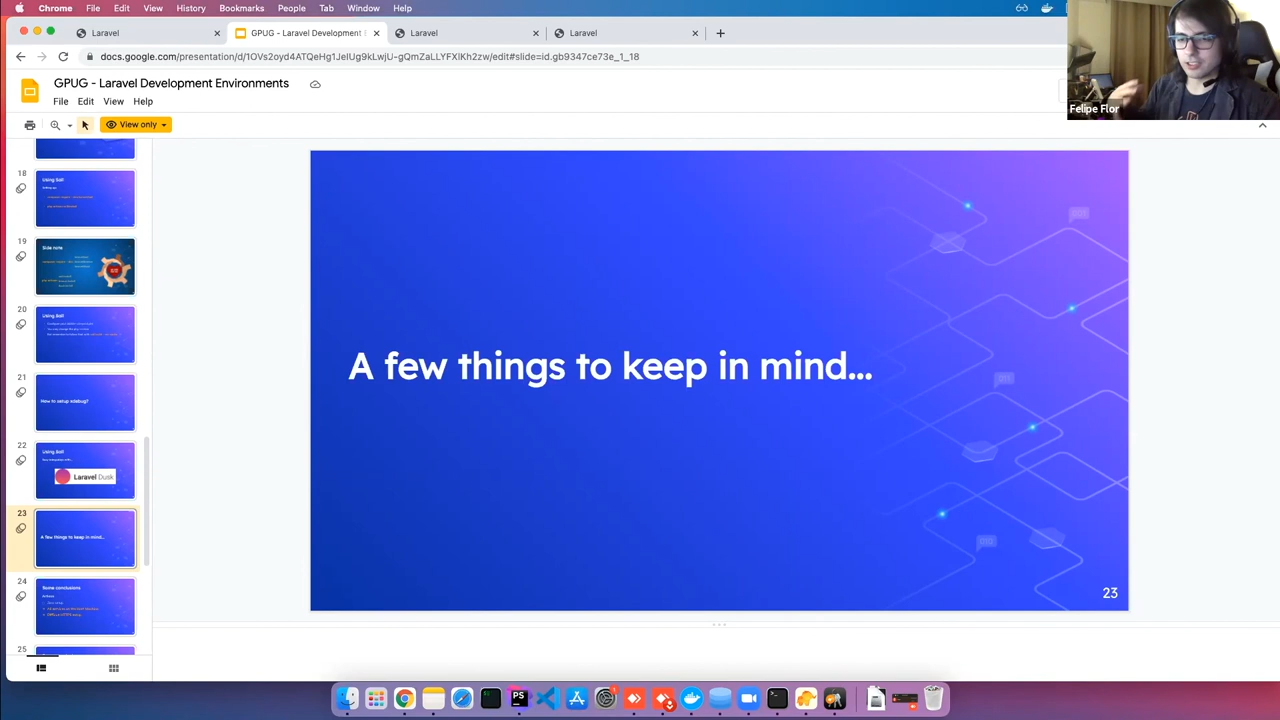 Chrome File Edit View History Bookmarks People Tab Window Help
Laravel
GPUG - Laravel Development
Laravel
Laravel
docs.google.com/presentation/d/1OVs2oyd4ATQeHg1JeIUg9kLwjU-gQmZaLLYFXlKh2zw/edit#slide=id.gb9347ce73e_1_18
GPUG - Laravel Development Environments
File Edit View Help
View only
Felipe Flor
18
Using Sail
19
Side note
20
Using Sail
21
How to setup xdebug?
22
Using Sail
Laravel Dusk
23
A few things to keep in mind...
24
Some conclusions
25
A few things to keep in mind...
23
PS